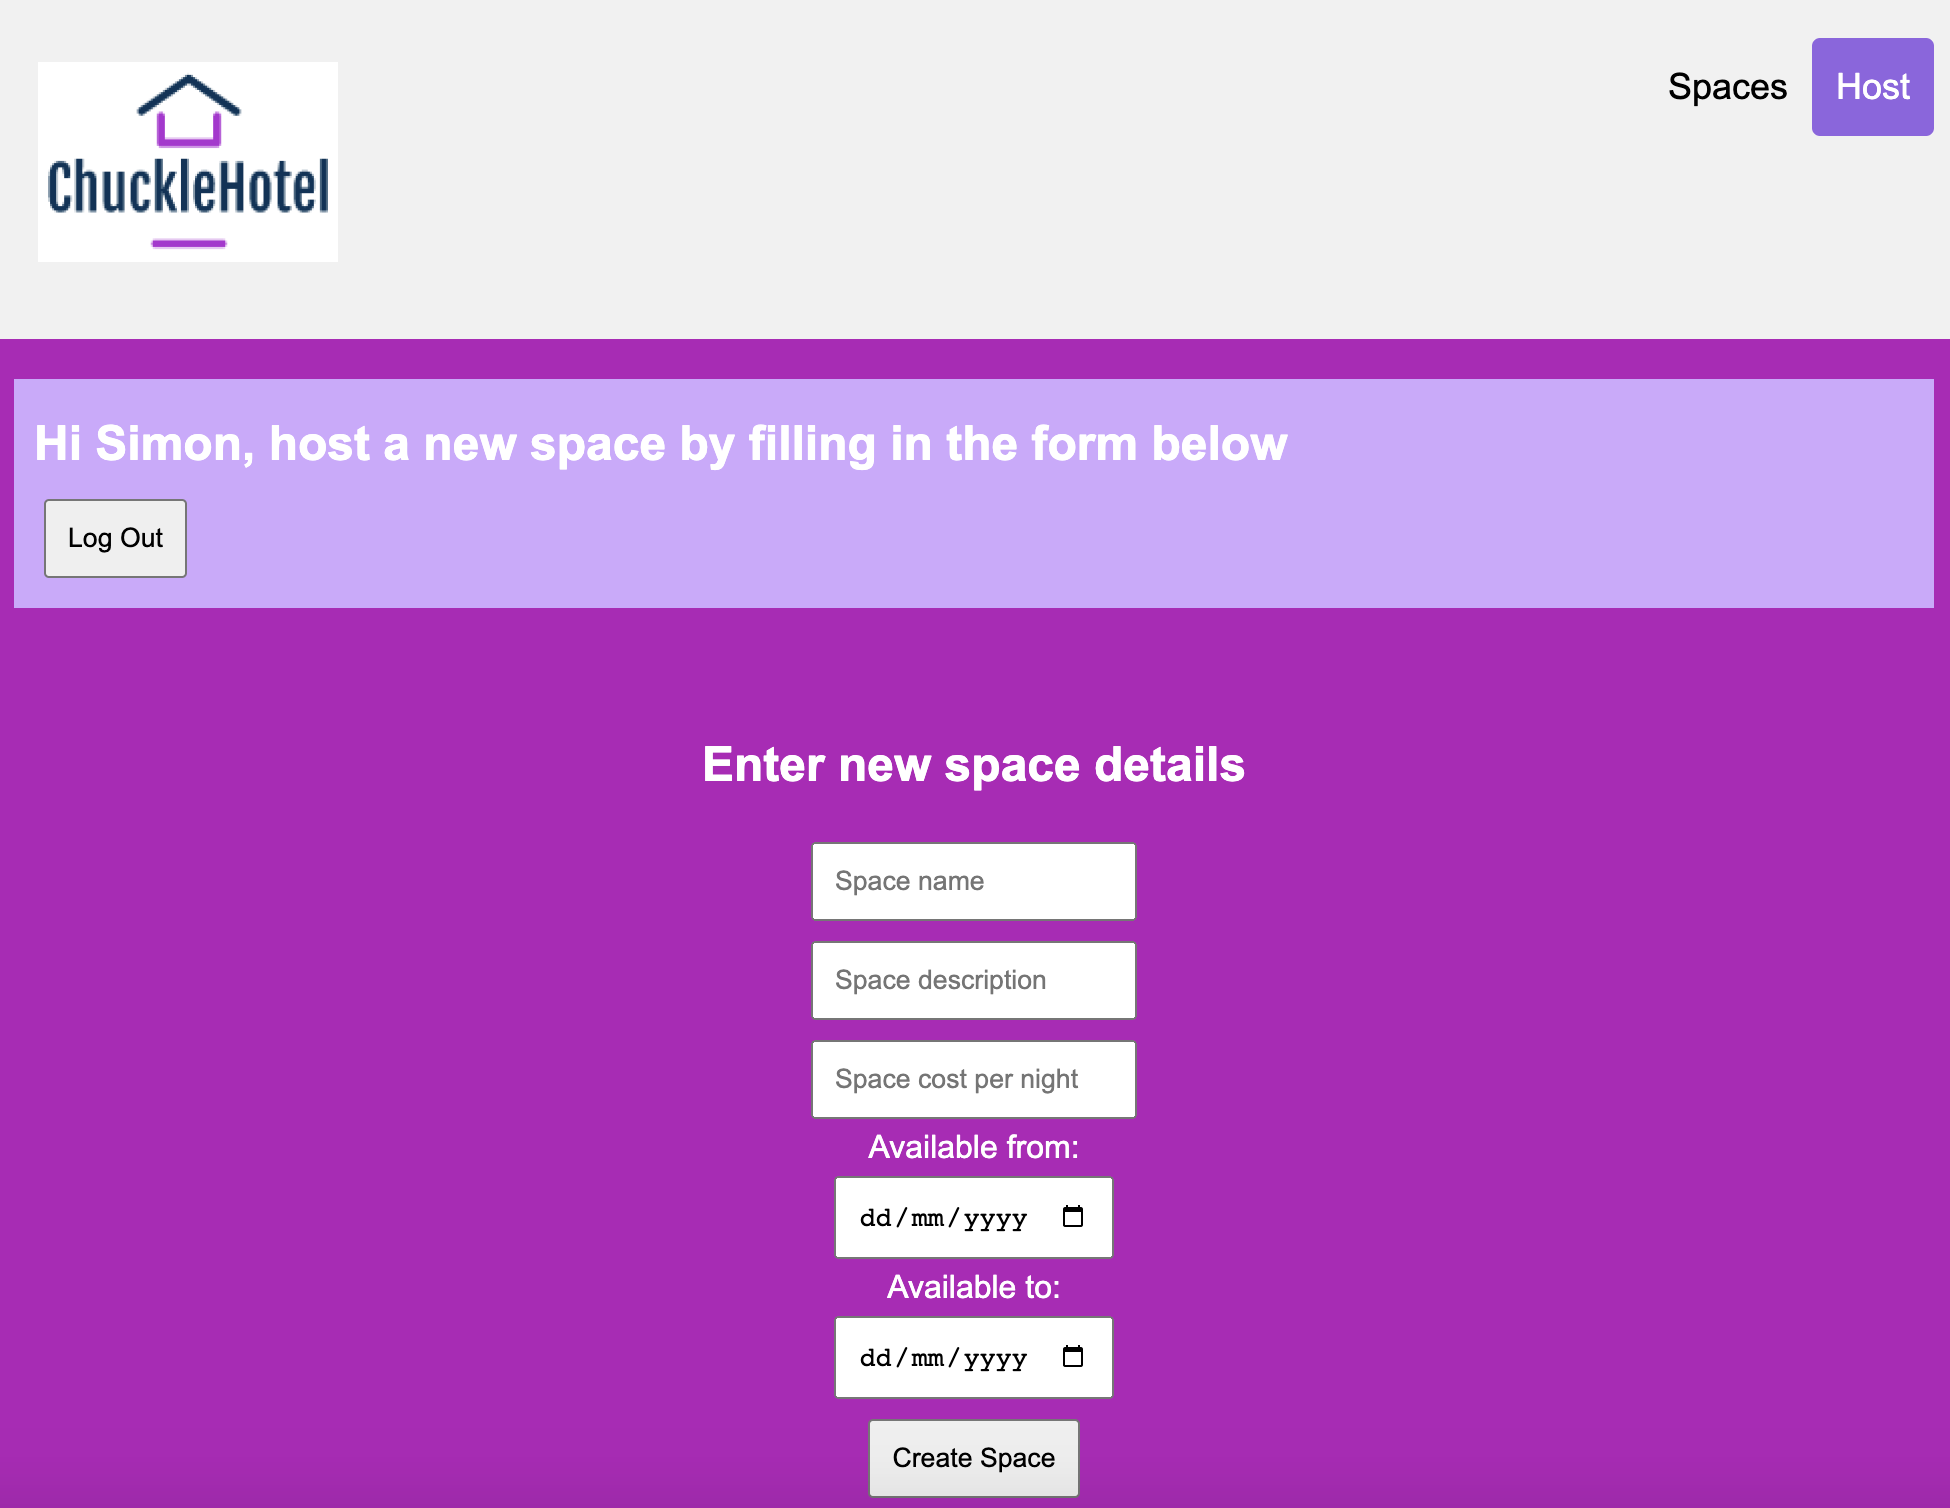 ChuckleHotel
Spaces
Host
Hi Simon, host a new space by filling in the form below
Log Out
Enter new space details
Space name
Space description
Space cost per night
Available from:
dd/mm/yyyy
Available to:
dd/mm/yyyy
Create Space